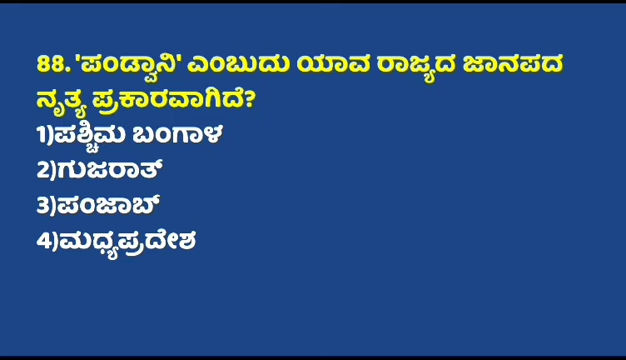 88. 'ಪಂಡ್ವಾನಿ' ಎಂಬುದು ಯಾವ ರಾಜ್ಯದ ಜಾನಪದ
ನೃತ್ಯ ಪ್ರಕಾರವಾಗಿದೆ?
1)ಪಶ್ಚಿಮ ಬಂಗಾಳ
2)ಗುಜರಾತ್
3)ಪಂಜಾಬ್
4)ಮಧ್ಯಪ್ರದೇಶ